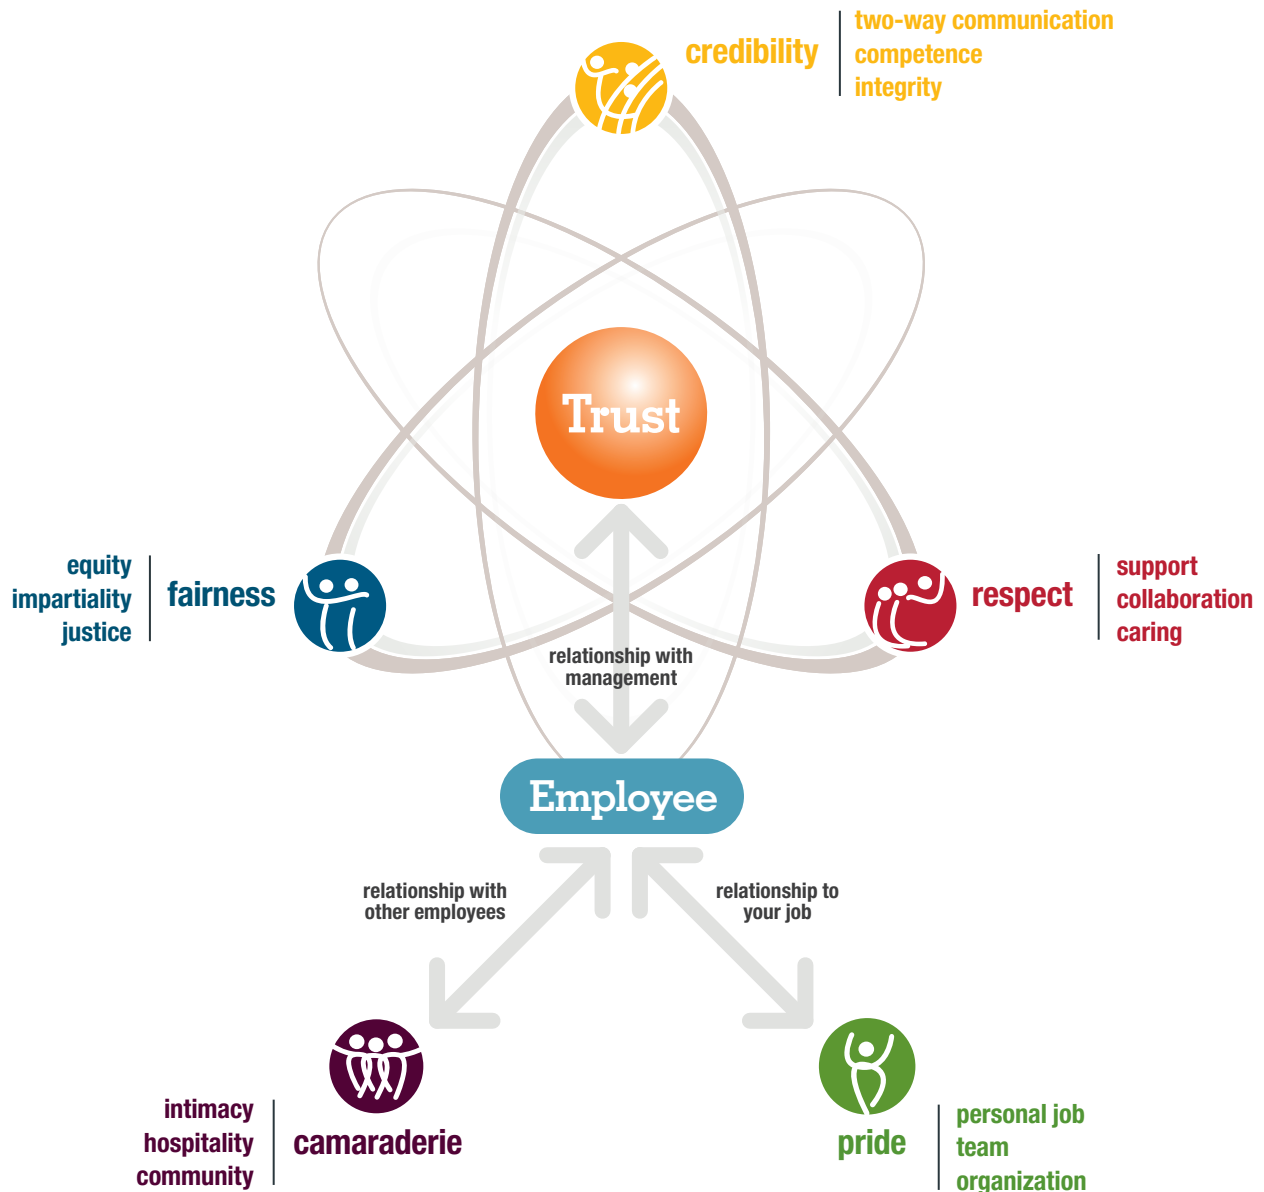 credibility
two-way communication
competence
integrity
Trust
equity
impartiality
justice
fairness
respect
support
collaboration
caring
relationship with
management
Employee
relationship with
other employees
relationship to
your job
intimacy
hospitality
community
camaraderie
pride
personal job
team
organization